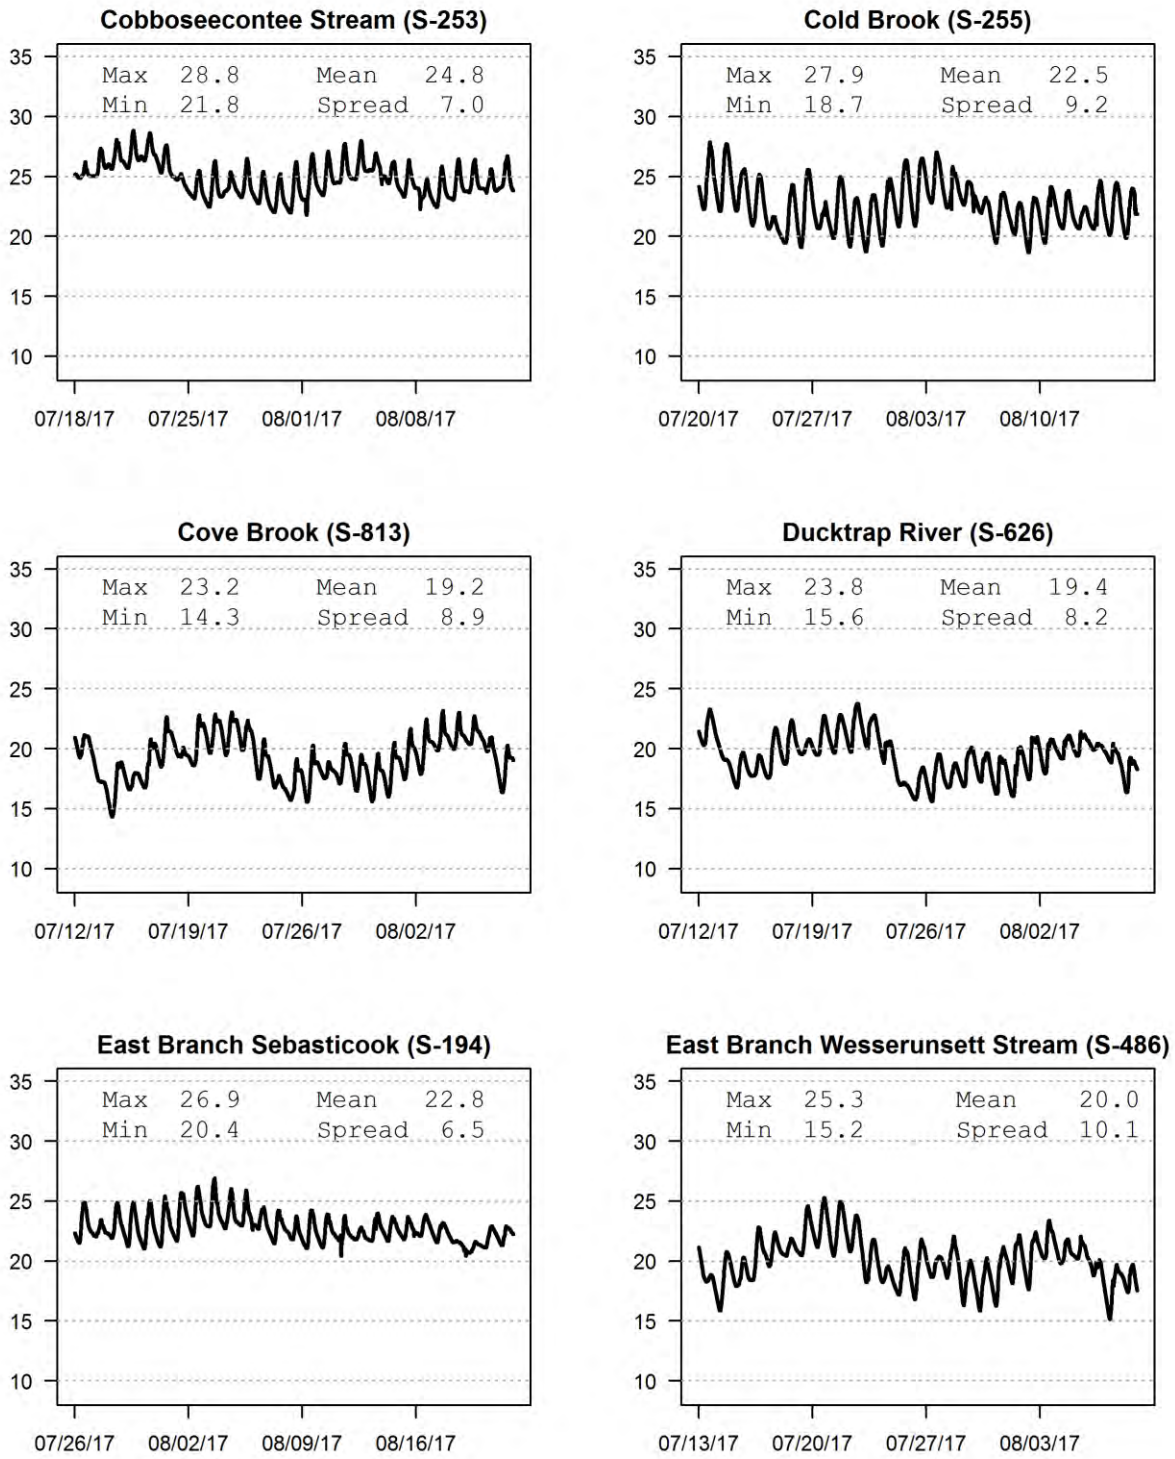 Cobboseecontee Stream (S-253)
Max 28.8 Mean 24.8
Min 21.8 Spread 7.0
35
30
25
20
15
10
07/18/17 07/25/17 08/01/17 08/08/17
Cold Brook (S-255)
Max 27.9 Mean 22.5
Min 18.7 Spread 9.2
35
30
25
20
15
10
07/20/17 07/27/17 08/03/17 08/10/17
Cove Brook (S-813)
Max 23.2 Mean 19.2
Min 14.3 Spread 8.9
35
30
25
20
15
10
07/12/17 07/19/17 07/26/17 08/02/17
Ducktrap River (S-626)
Max 23.8 Mean 19.4
Min 15.6 Spread 8.2
35
30
25
20
15
10
07/12/17 07/19/17 07/26/17 08/02/17
East Branch Sebasticook (S-194)
Max 26.9 Mean 22.8
Min 20.4 Spread 6.5
35
30
25
20
15
10
07/26/17 08/02/17 08/09/17 08/16/17
East Branch Wesserunsett Stream (S-486)
Max 25.3 Mean 20.0
Min 15.2 Spread 10.1
35
30
25
20
15
10
07/13/17 07/20/17 07/27/17 08/03/17